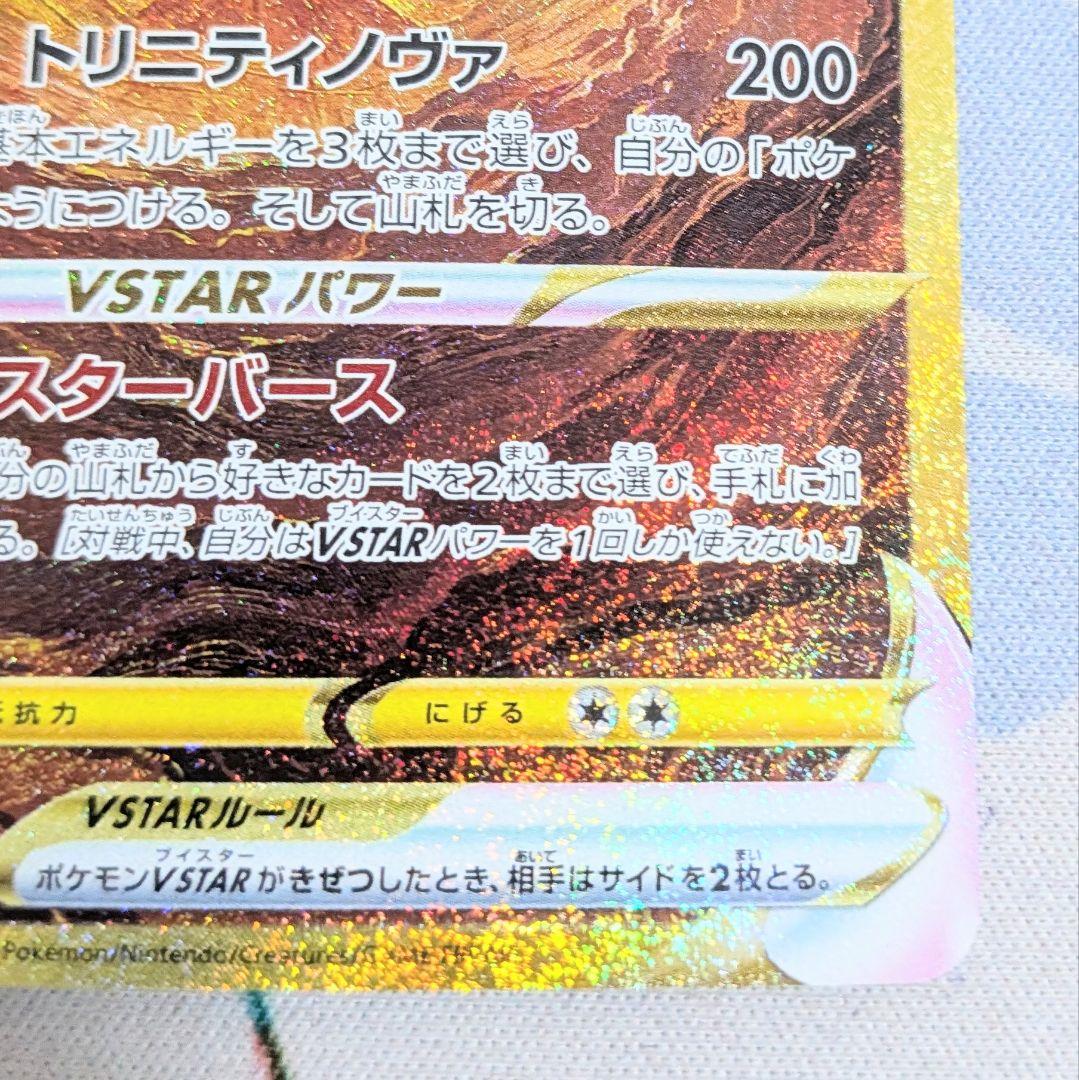 トリニティノヴァ 200
基本エネルギーを3枚まで選び、自分の「ポケ
ようにつける。そして山札を切る。
VSTARパワー
スターバース
分の山札から好きなカードを2枚まで選び、手札に加
る。[対戦中、自分はVSTARパワーを1回しか使えない。]
抗力 にげる
VSTARルール
ポケモンVSTARがきぜつしたとき、相手はサイドを2枚とる。
Pokémon/Nintendo/Creatures/